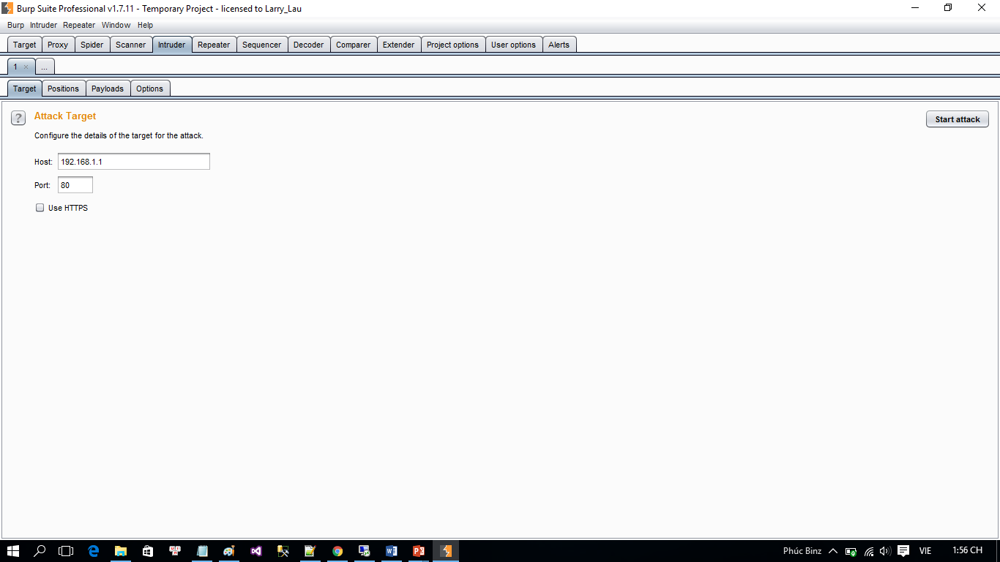 Burp Suite Professional v1.7.11 - Temporary Project - licensed to Larry_Lau
Burp Intruder Repeater Window Help
Target Proxy Spider Scanner Intruder Repeater Sequencer Decoder Comparer Extender Project options User options Alerts
1 × ...
Target Positions Payloads Options
? Attack Target Start attack
Configure the details of the target for the attack.
Host: 192.168.1.1
Port: 80
Use HTTPS
Phúc Binz VIE 1:56 CH